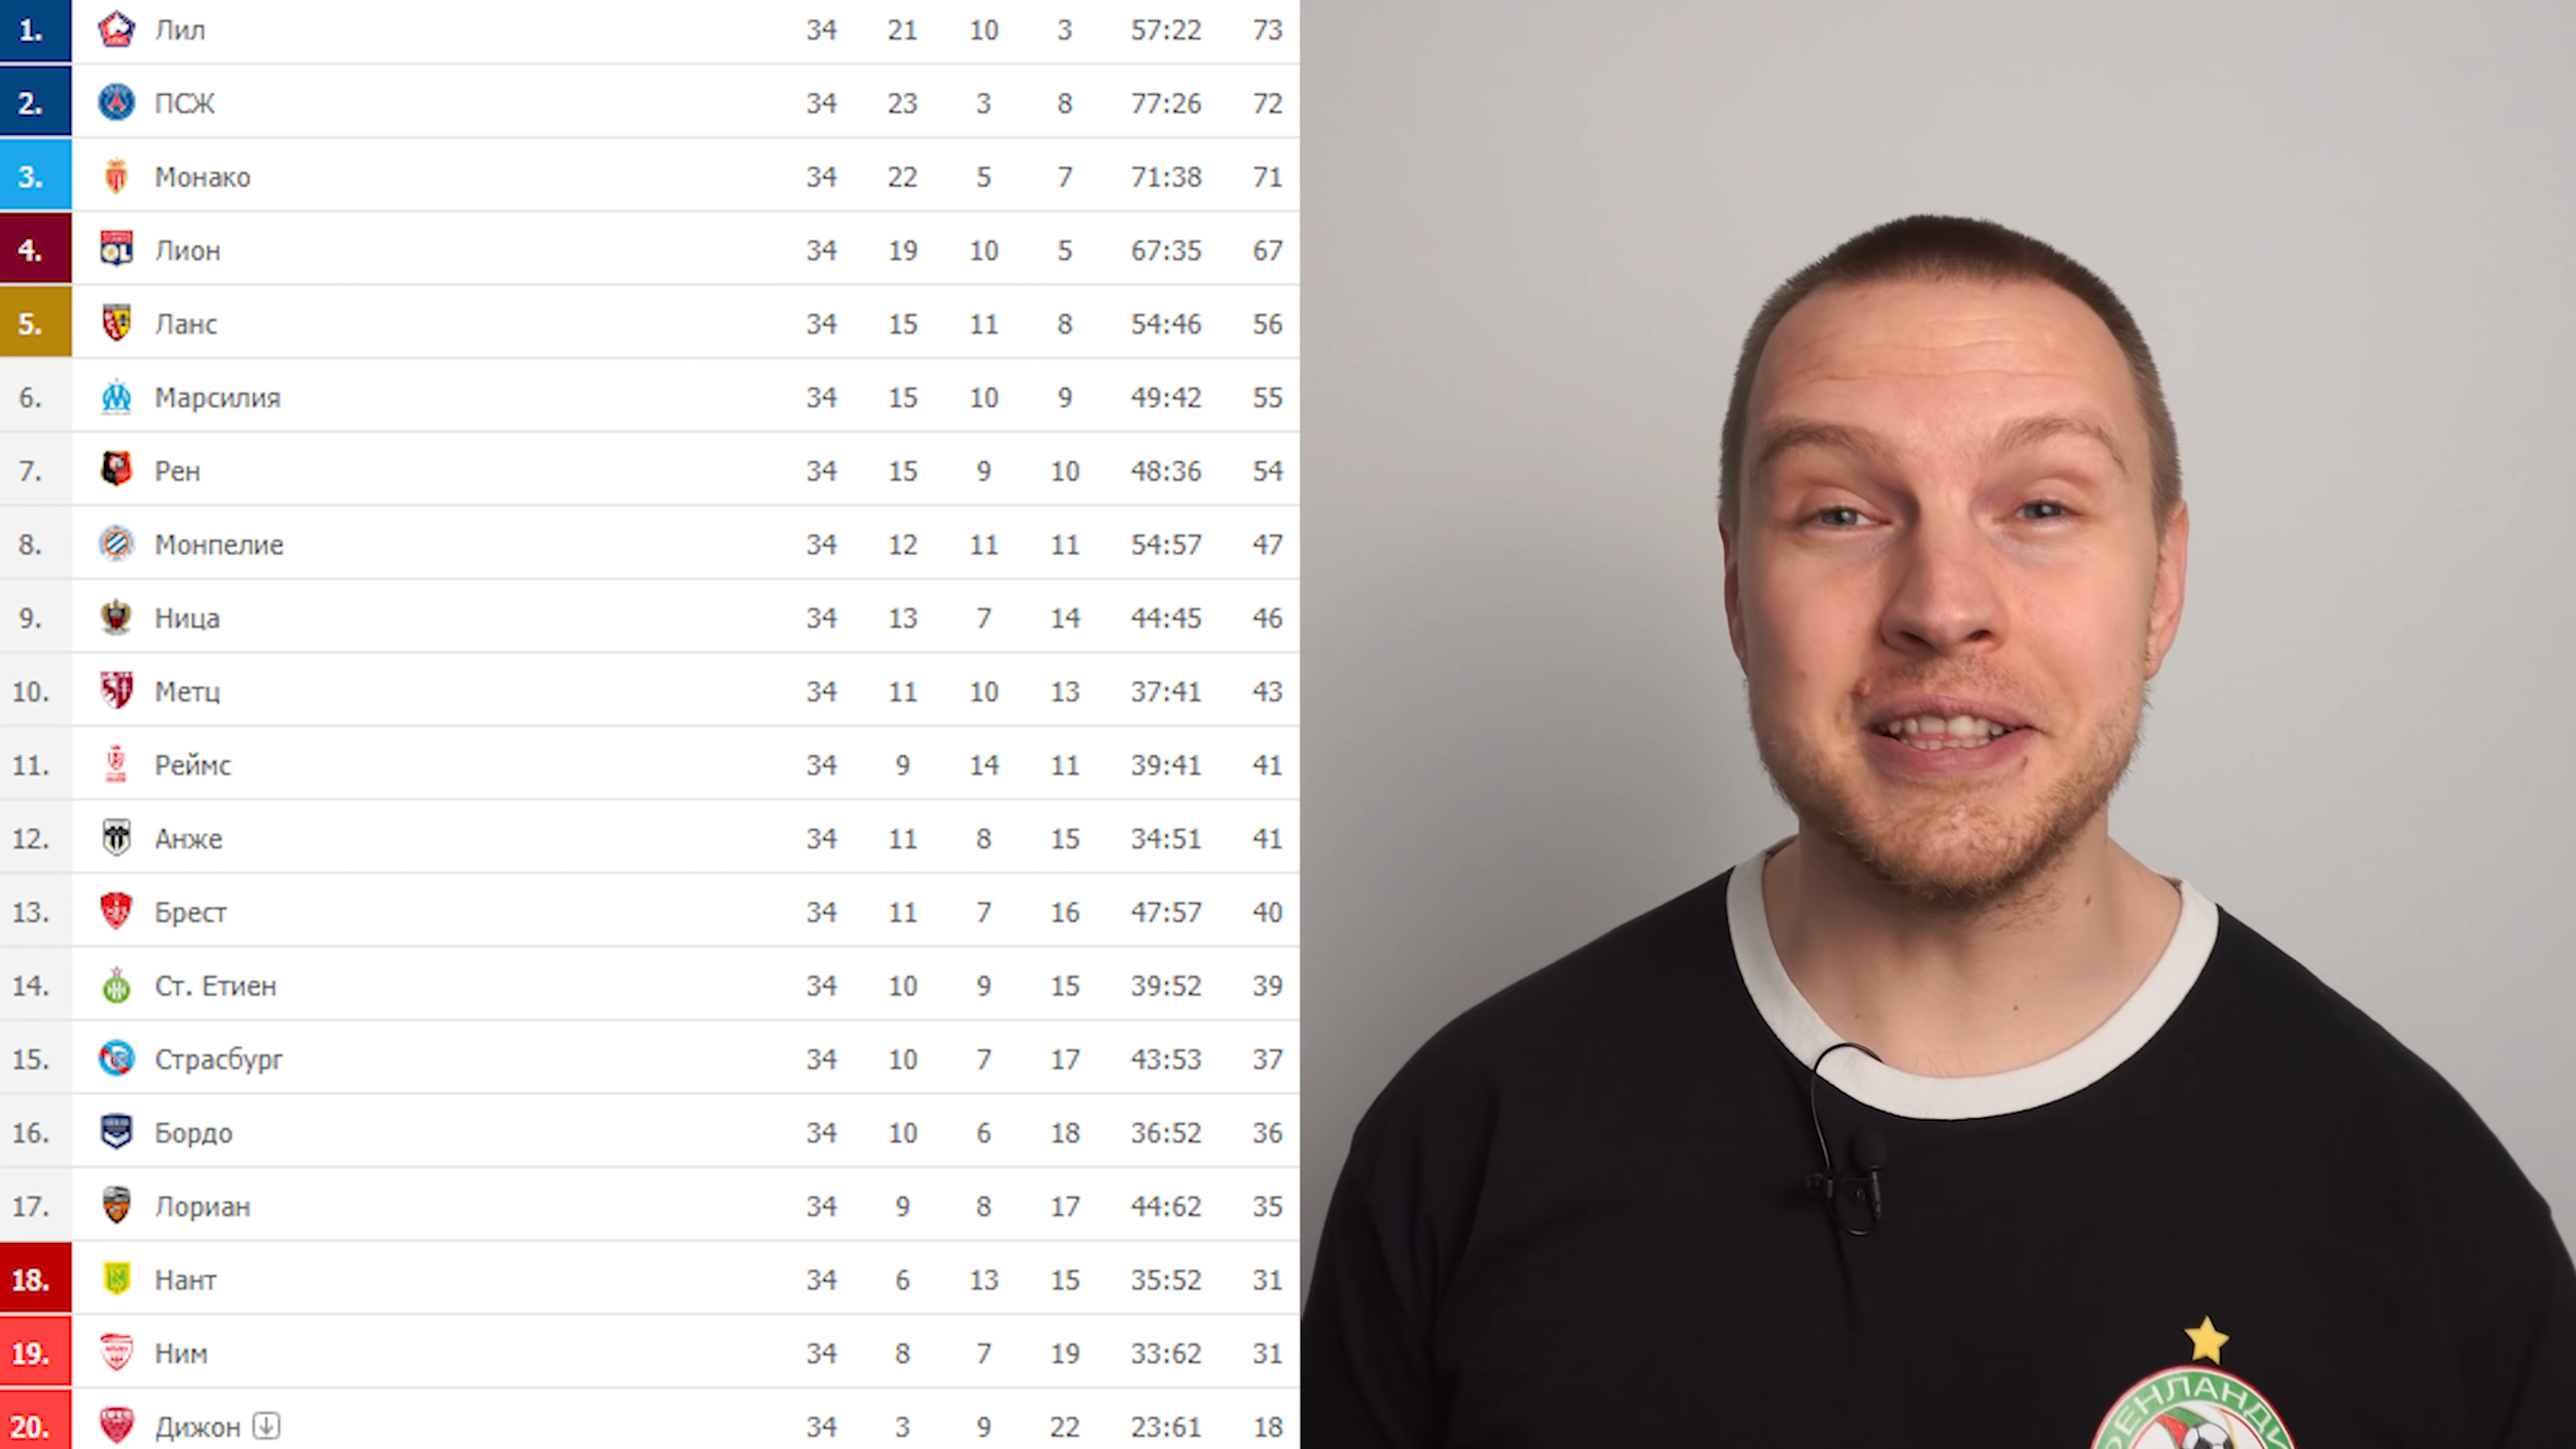 1. Лил 34 21 10 3 57:22 73
2. ПСЖ 34 23 3 8 77:26 72
3. Монако 34 22 5 7 71:38 71
4. Лион 34 19 10 5 67:35 67
5. Ланс 34 15 11 8 54:46 56
6. Марсилия 34 15 10 9 49:42 55
7. Рен 34 15 9 10 48:36 54
8. Монпелие 34 12 11 11 54:57 47
9. Ница 34 13 7 14 44:45 46
10. Метц 34 11 10 13 37:41 43
11. Реймс 34 9 14 11 39:41 41
12. Анже 34 11 8 15 34:51 41
13. Брест 34 11 7 16 47:57 40
14. Ст. Етиен 34 10 9 15 39:52 39
15. Страсбург 34 10 7 17 43:53 37
16. Бордо 34 10 6 18 36:52 36
17. Лориан 34 9 8 17 44:62 35
18. Нант 34 6 13 15 35:52 31
19. Ним 34 8 7 19 33:62 31
20. Дижон 34 3 9 22 23:61 18